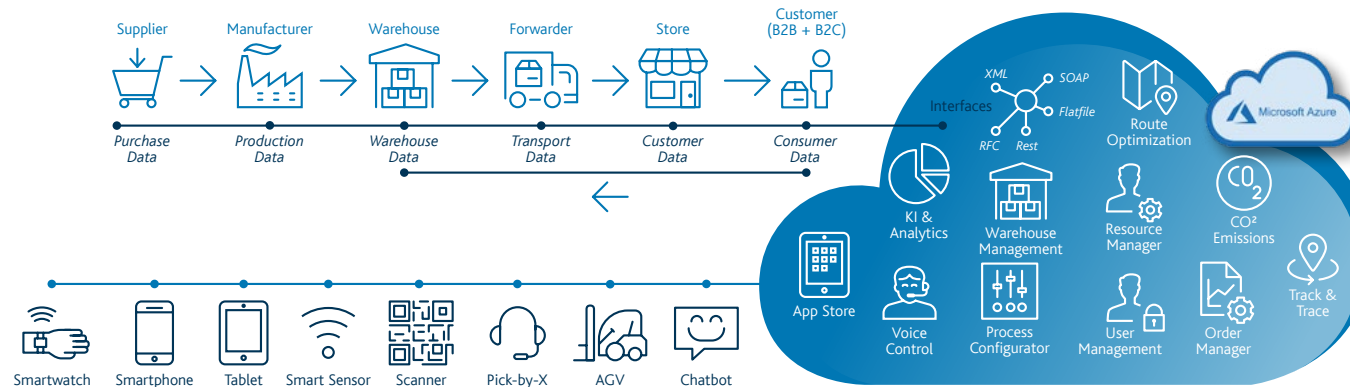 Supplier
Manufacturer
Warehouse
Forwarder
Store
Customer
(B2B + B2C)
Purchase
Data
Production
Data
Warehouse
Data
Transport
Data
Customer
Data
Consumer
Data
Interfaces
XML
SOAP
Flatfile
RFC
Rest
Route
Optimization
Microsoft Azure
KI &
Analytics
Warehouse
Management
Resource
Manager
CO2
CO²
Emissions
App Store
Voice
Control
Process
Configurator
User
Management
Order
Manager
Track &
Trace
Smartwatch
Smartphone
Tablet
Smart Sensor
Scanner
Pick-by-X
AGV
Chatbot